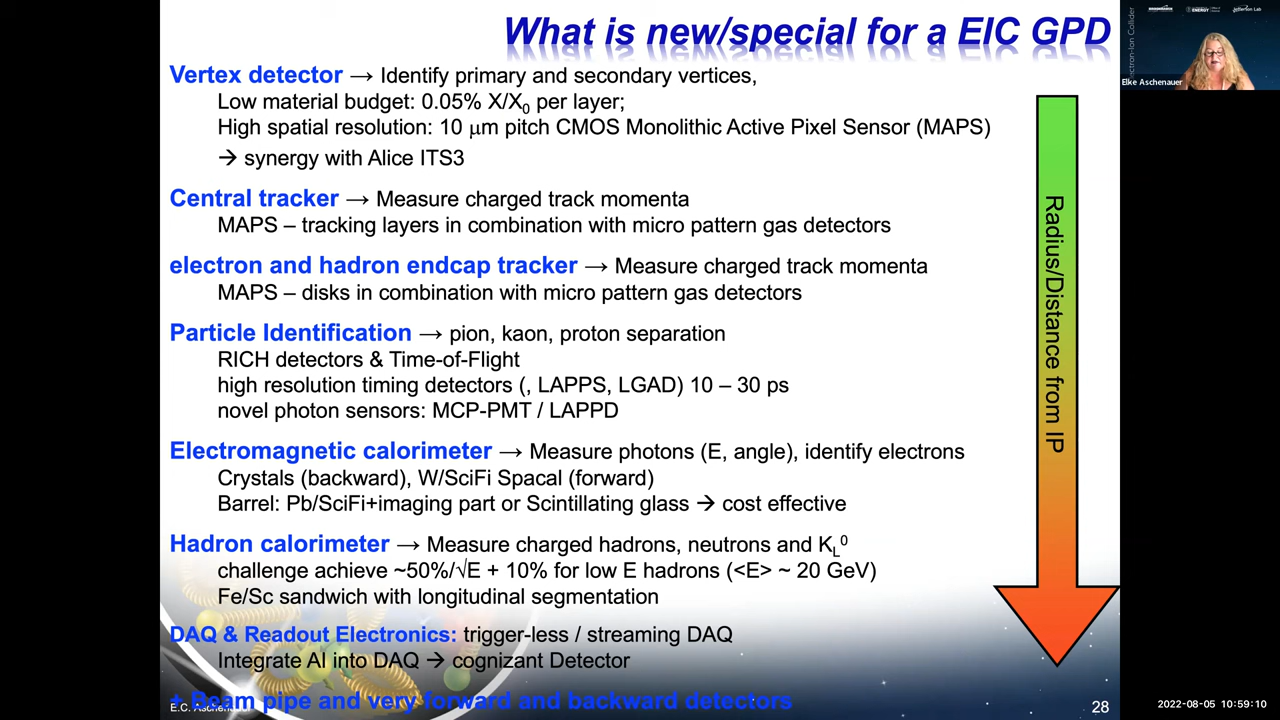 What is new/special for a EIC GPD
Vertex detector → Identify primary and secondary vertices,
Low material budget: 0.05% X/X0 per layer;
High spatial resolution: 10 μm pitch CMOS Monolithic Active Pixel Sensor (MAPS)
→ synergy with Alice ITS3
Central tracker → Measure charged track momenta
MAPS – tracking layers in combination with micro pattern gas detectors
electron and hadron endcap tracker → Measure charged track momenta
MAPS – disks in combination with micro pattern gas detectors
Particle Identification → pion, kaon, proton separation
RICH detectors & Time-of-Flight
high resolution timing detectors (, LAPPS, LGAD) 10 – 30 ps
novel photon sensors: MCP-PMT / LAPPD
Electromagnetic calorimeter → Measure photons (E, angle), identify electrons
Crystals (backward), W/SciFi Spacal (forward)
Barrel: Pb/SciFi+imaging part or Scintillating glass → cost effective
Hadron calorimeter → Measure charged hadrons, neutrons and KL0
challenge achieve ~50%/√E + 10% for low E hadrons (<E> ~ 20 GeV)
Fe/Sc sandwich with longitudinal segmentation
DAQ & Readout Electronics: trigger-less / streaming DAQ
Integrate AI into DAQ → cognizant Detector
+ Beam pipe and very forward and backward detectors
E.C. Aschenauer
28
Radius/Distance from IP
ENERGY
Jefferson Lab
Electron-Ion Collider
Elke Aschenauer
2022-08-05 10:59:10